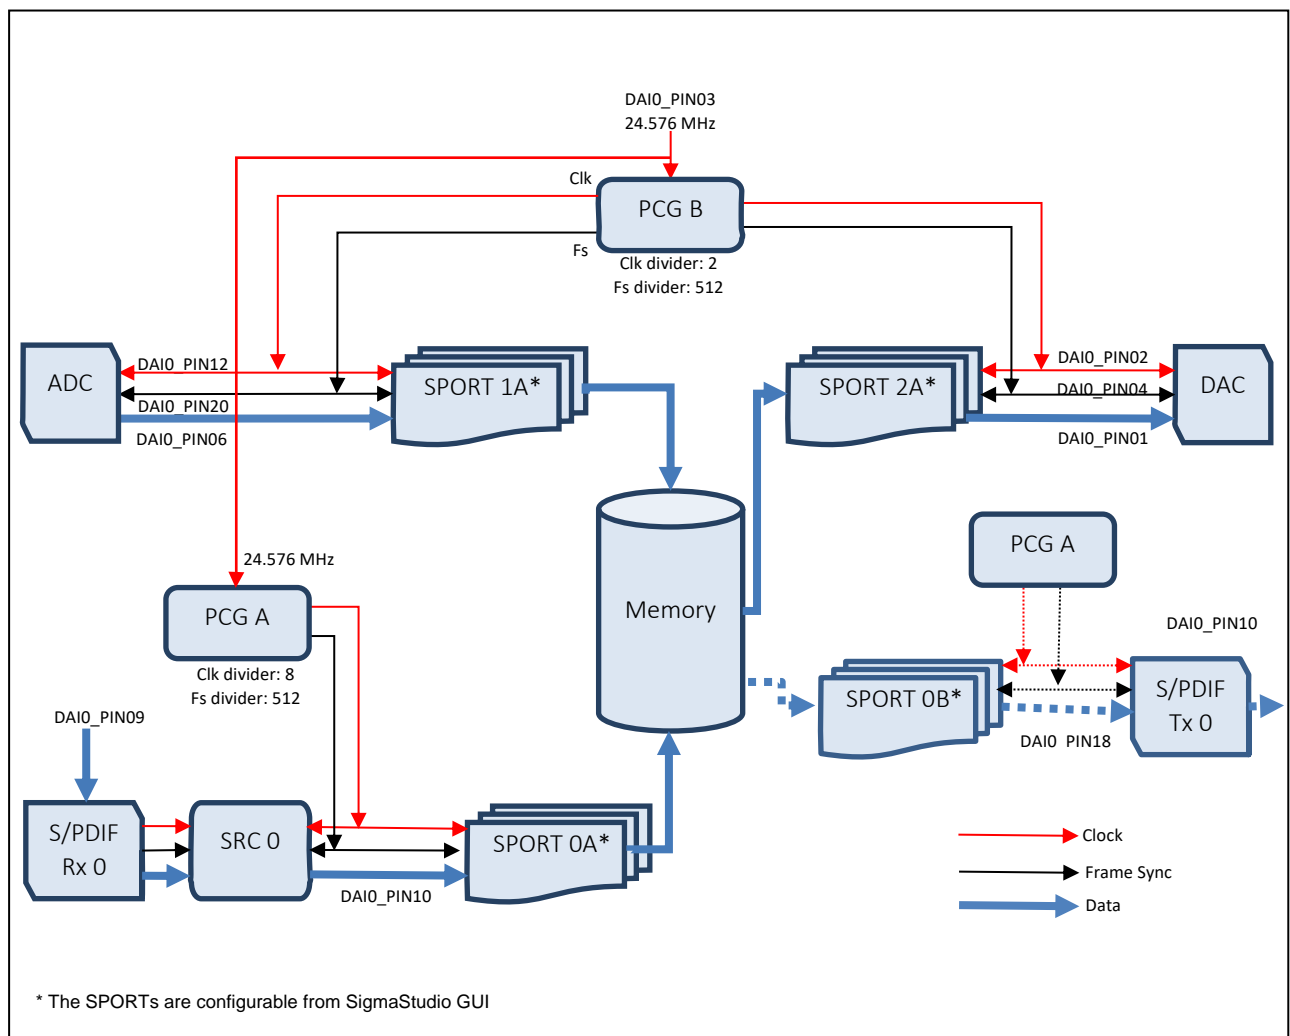 DAI0_PIN03
24.576 MHz
Clk
PCG B
Fs
Clk divider: 2
Fs divider: 512
ADC
DAI0_PIN12
DAI0_PIN20
DAI0_PIN06
SPORT 1A*
SPORT 2A*
DAI0_PIN02
DAI0_PIN04
DAI0_PIN01
DAC
24.576 MHz
PCG A
Clk divider: 8
Fs divider: 512
Memory
PCG A
DAI0_PIN10
SPORT 0B*
S/PDIF
Tx 0
DAI0 PIN18
DAI0_PIN09
S/PDIF
Rx 0
SRC 0
SPORT 0A*
DAI0_PIN10
Clock
Frame Sync
Data
* The SPORTs are configurable from SigmaStudio GUI